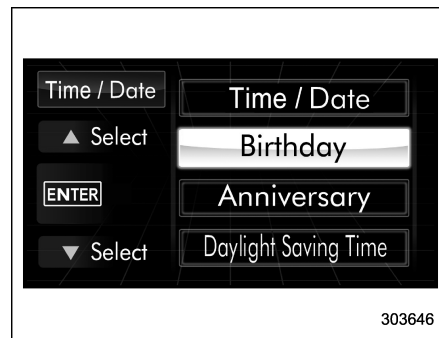 Time / Date
▲ Select
ENTER
▼ Select
Time / Date
Birthday
Anniversary
Daylight Saving Time
303646